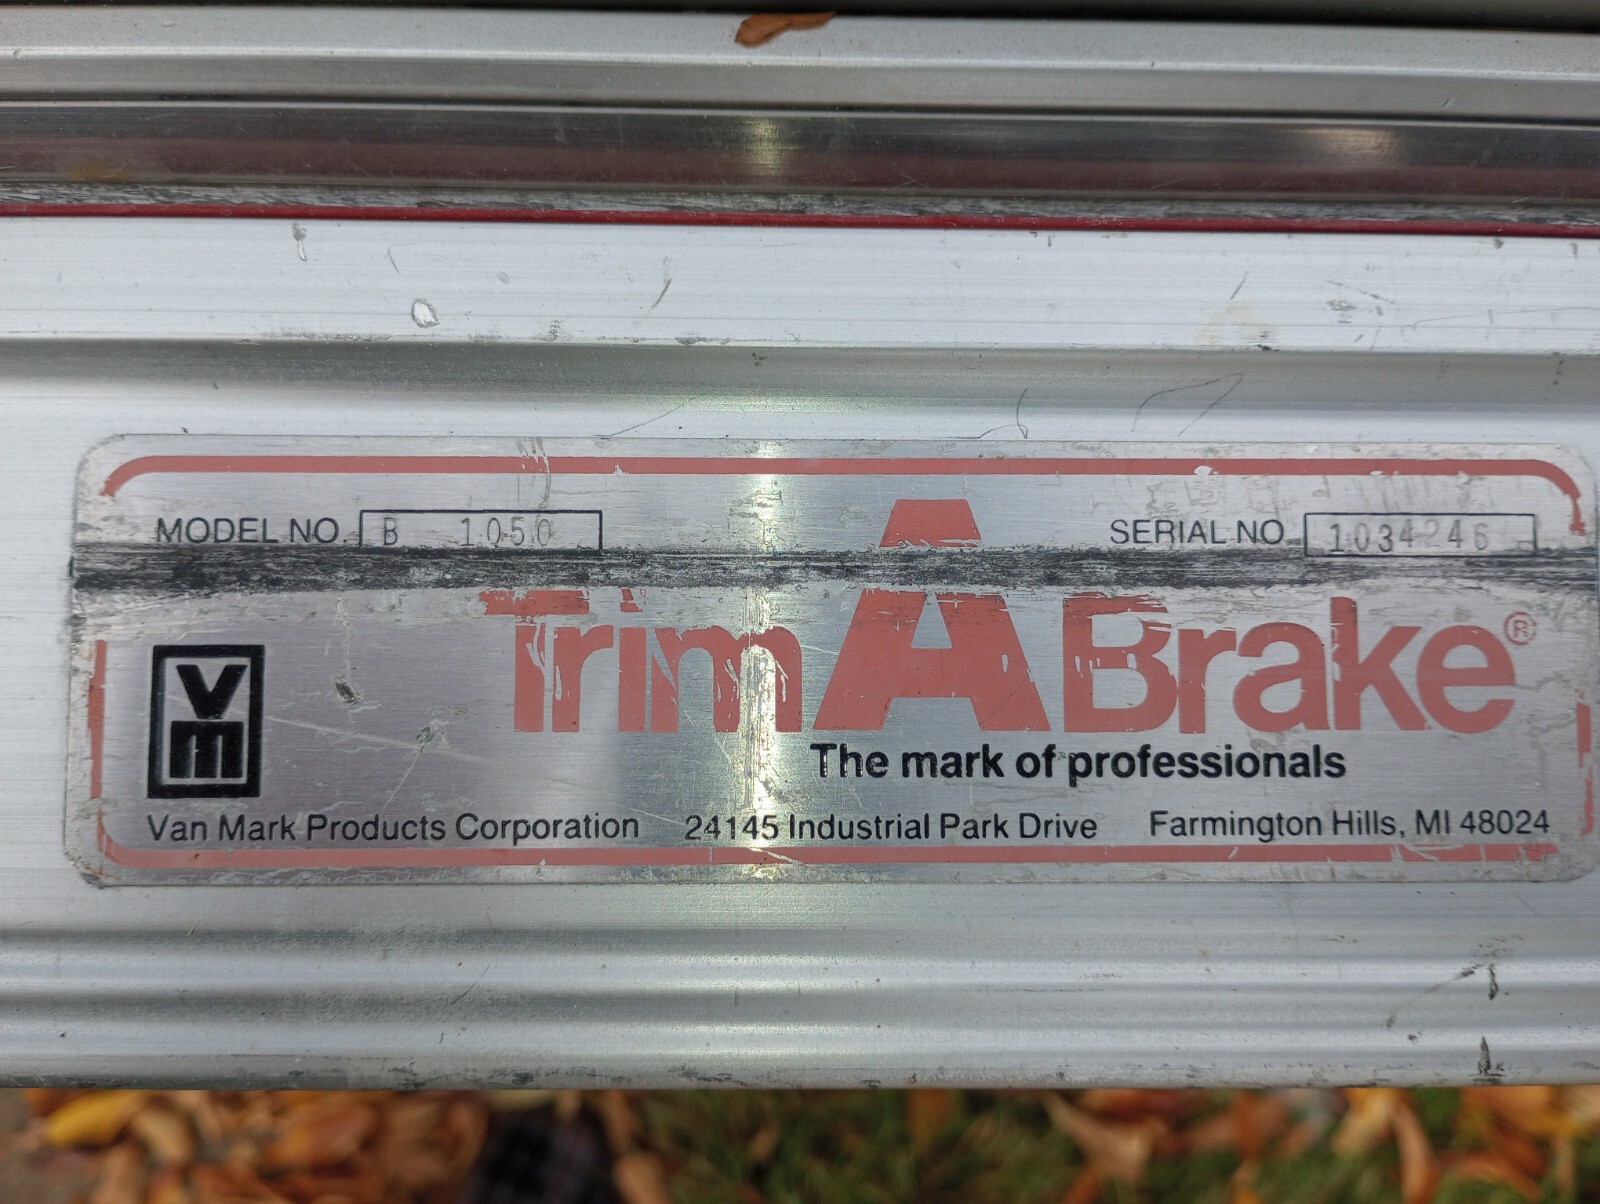 MODEL NO. B 1050 SERIAL NO. 1034246
TrimABrake®
VM
The mark of professionals
Van Mark Products Corporation 24145 Industrial Park Drive Farmington Hills, MI 48024